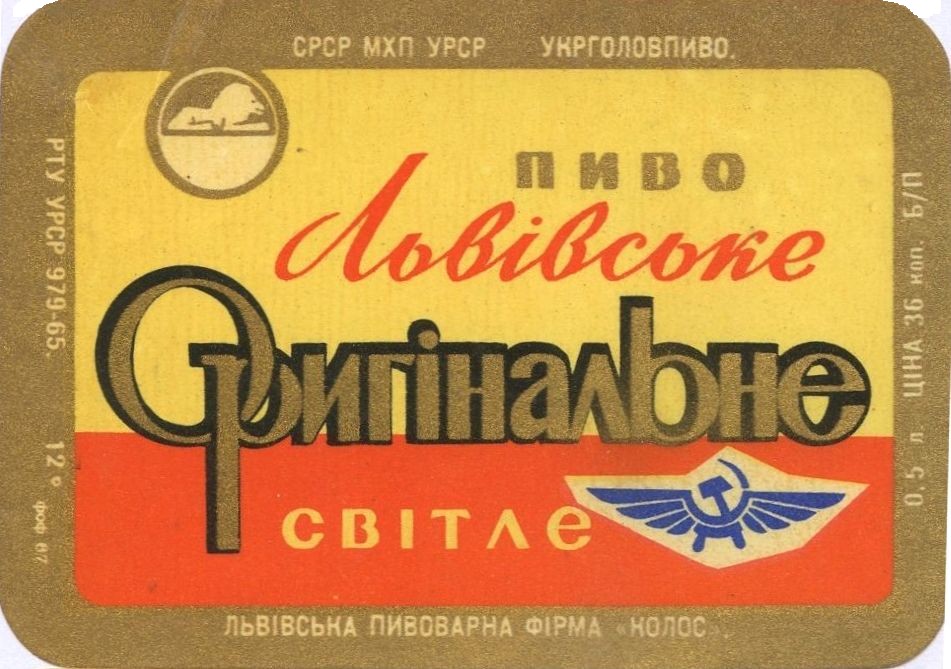 СРСР МХП УРСР УКРГОЛОВПИВО.
ПИВО
Львівське
Оригінальне
СВІТЛЕ
ЛЬВІВСЬКА ПИВОВАРНА ФІРМА «КОЛОС».
РТУ УРСР 979-65. 12°
0,5 л. ЦІНА 36 коп. Б/П